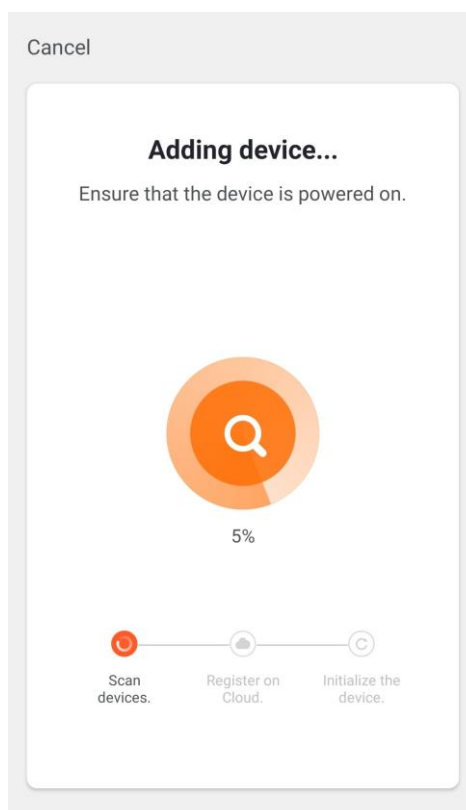 Cancel
Adding device...
Ensure that the device is powered on.
5%
Scan
devices.
Register on
Cloud.
Initialize the
device.